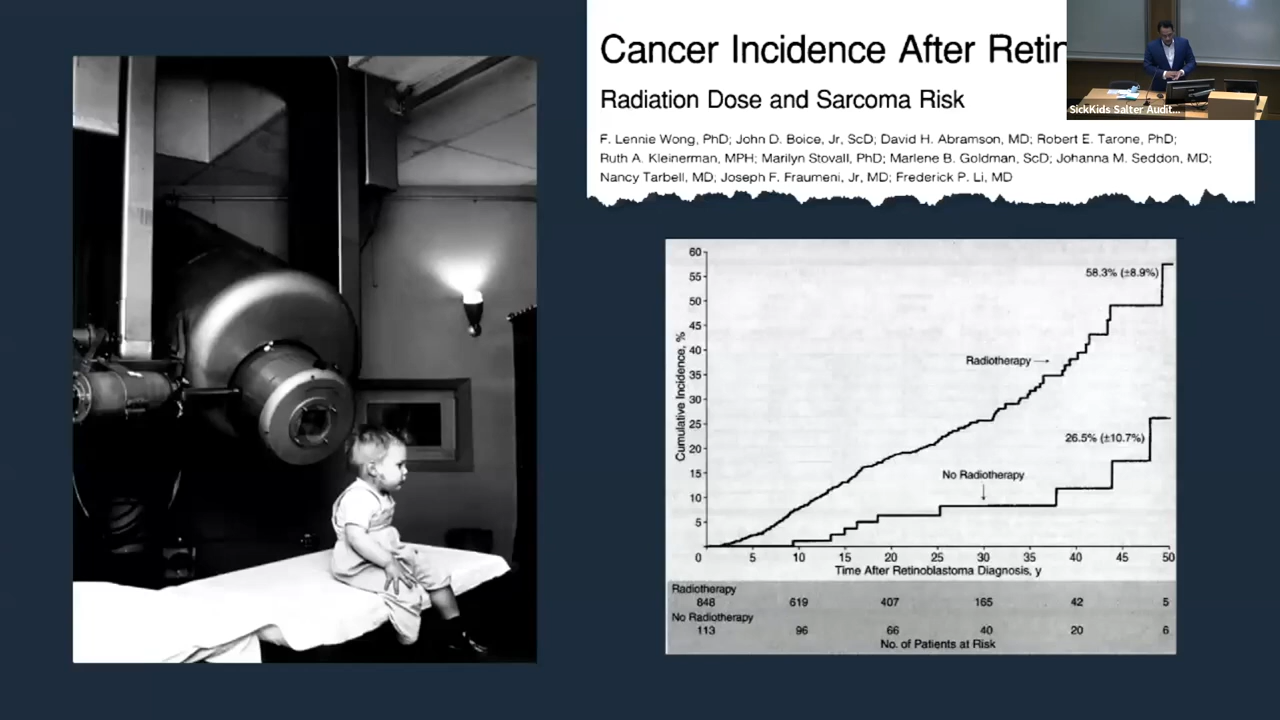 Cancer Incidence After Retin
Radiation Dose and Sarcoma Risk
F. Lennie Wong, PhD; John D. Boice, Jr, ScD; David H. Abramson, MD; Robert E. Tarone, PhD;
Ruth A. Kleinerman, MPH; Marilyn Stovall, PhD; Marlene B. Goldman, ScD; Johanna M. Seddon, MD;
Nancy Tarbell, MD; Joseph F. Fraumeni, Jr, MD; Frederick P. Li, MD
SickKids Salter Audit...
60
55
50
45
40
35
30
25
20
15
10
5
Cumulative Incidence, %
58.3% (±8.9%)
Radiotherapy
26.5% (±10.7%)
No Radiotherapy
0 5 10 15 20 25 30 35 40 45 50
Time After Retinoblastoma Diagnosis, y
Radiotherapy
848 619 407 165 42 5
No Radiotherapy
113 96 66 40 20 6
No. of Patients at Risk